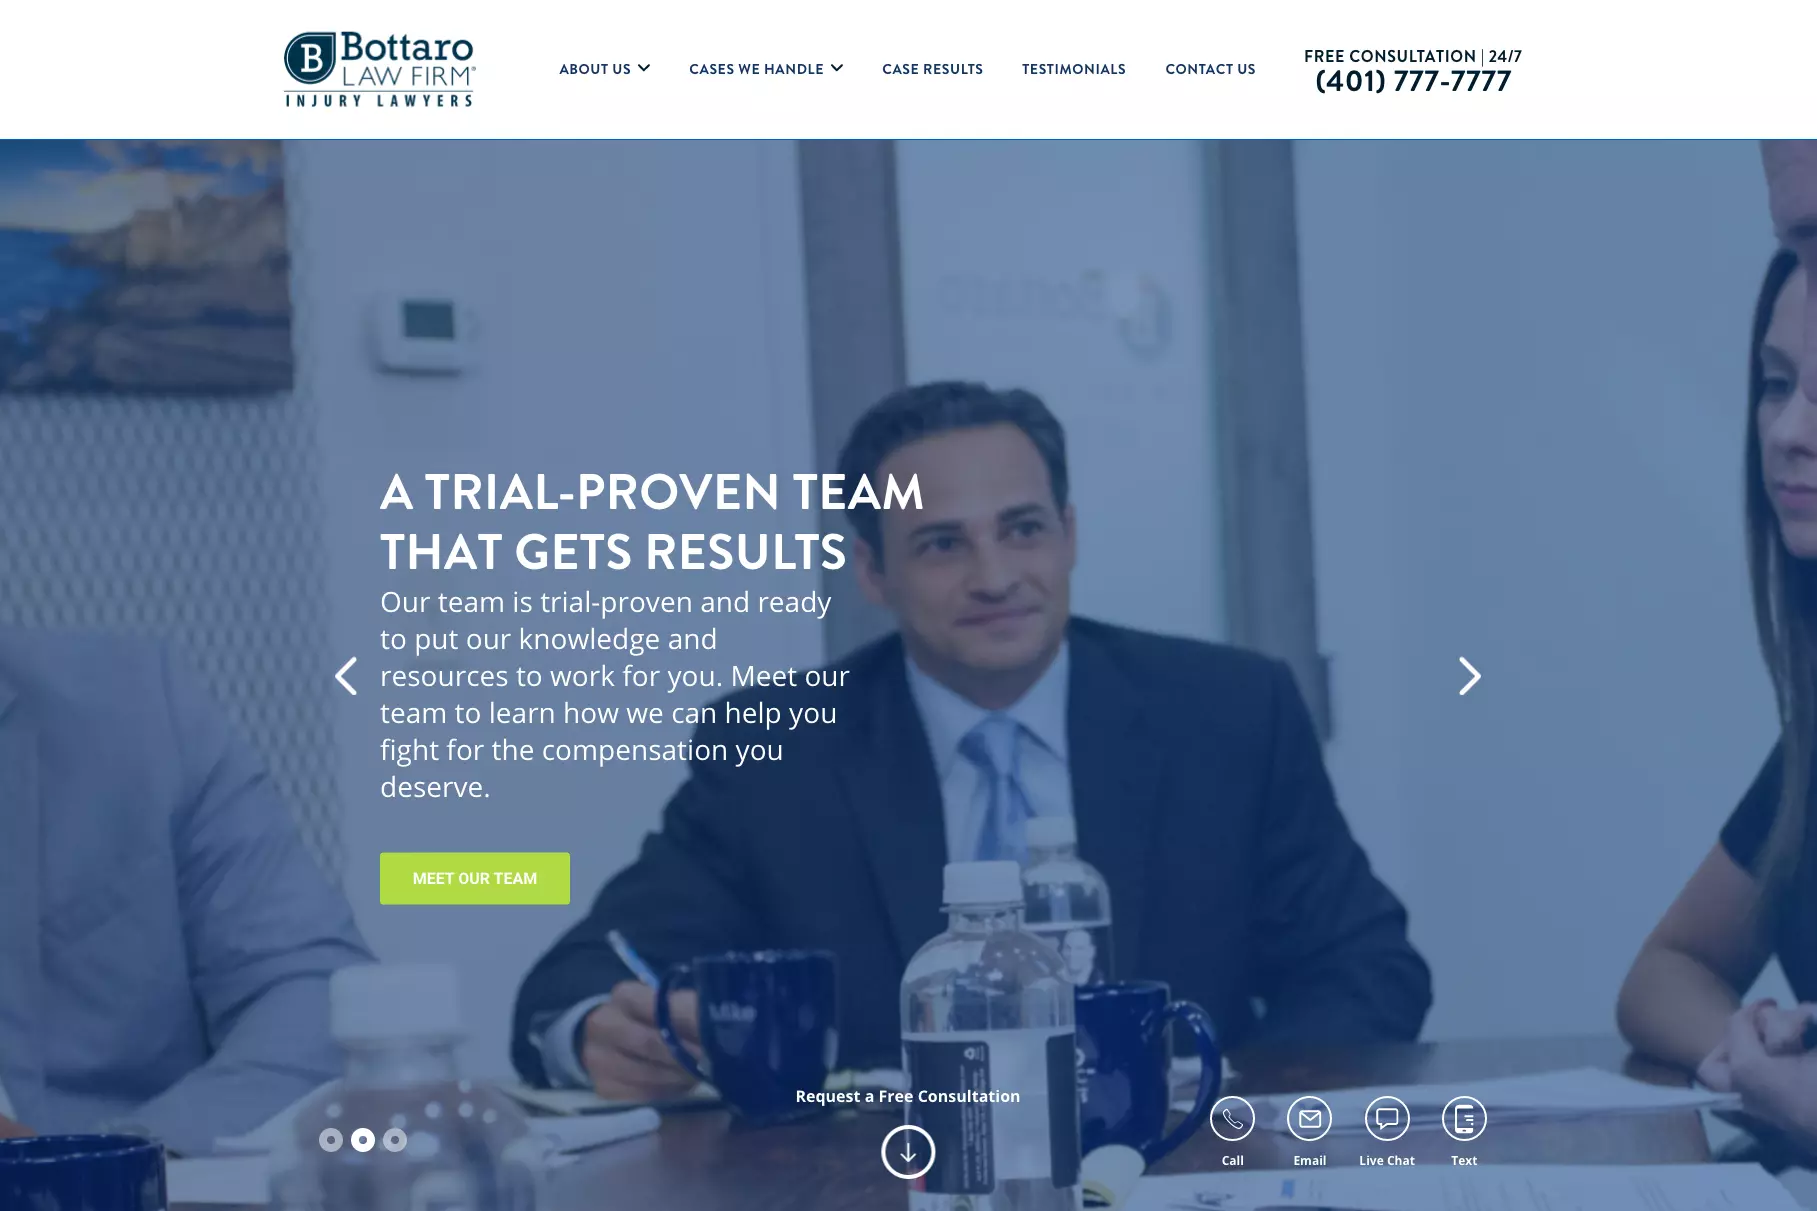 B Bottaro
LAW FIRM®
INJURY LAWYERS
ABOUT US
CASES WE HANDLE
CASE RESULTS
TESTIMONIALS
CONTACT US
FREE CONSULTATION | 24/7
(401) 777-7777
A TRIAL-PROVEN TEAM
THAT GETS RESULTS
Our team is trial-proven and ready
to put our knowledge and
resources to work for you. Meet our
team to learn how we can help you
fight for the compensation you
deserve.
MEET OUR TEAM
Mike
Request a Free Consultation
Call
Email
Live Chat
Text